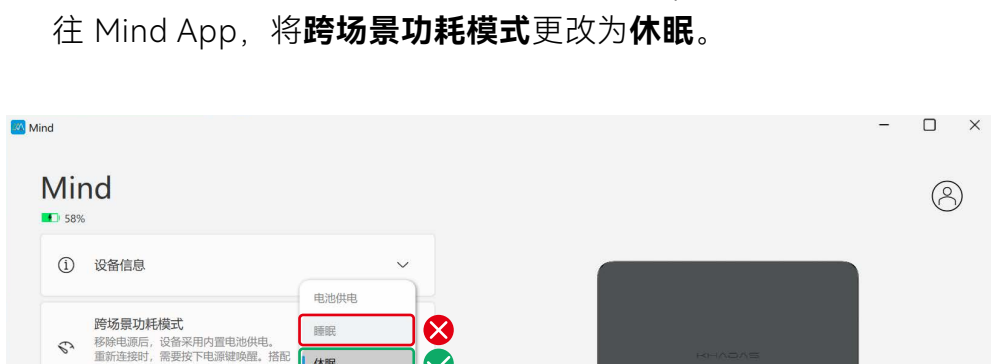 往 Mind App，将跨场景功耗模式更改为休眠。
Mind
Mind
58%
设备信息
电池供电
跨场景功耗模式
睡眠
移除电源后，设备采用内置电池供电。
重新连接时，需要按下电源键唤醒。搭配
休眠
KHADAS